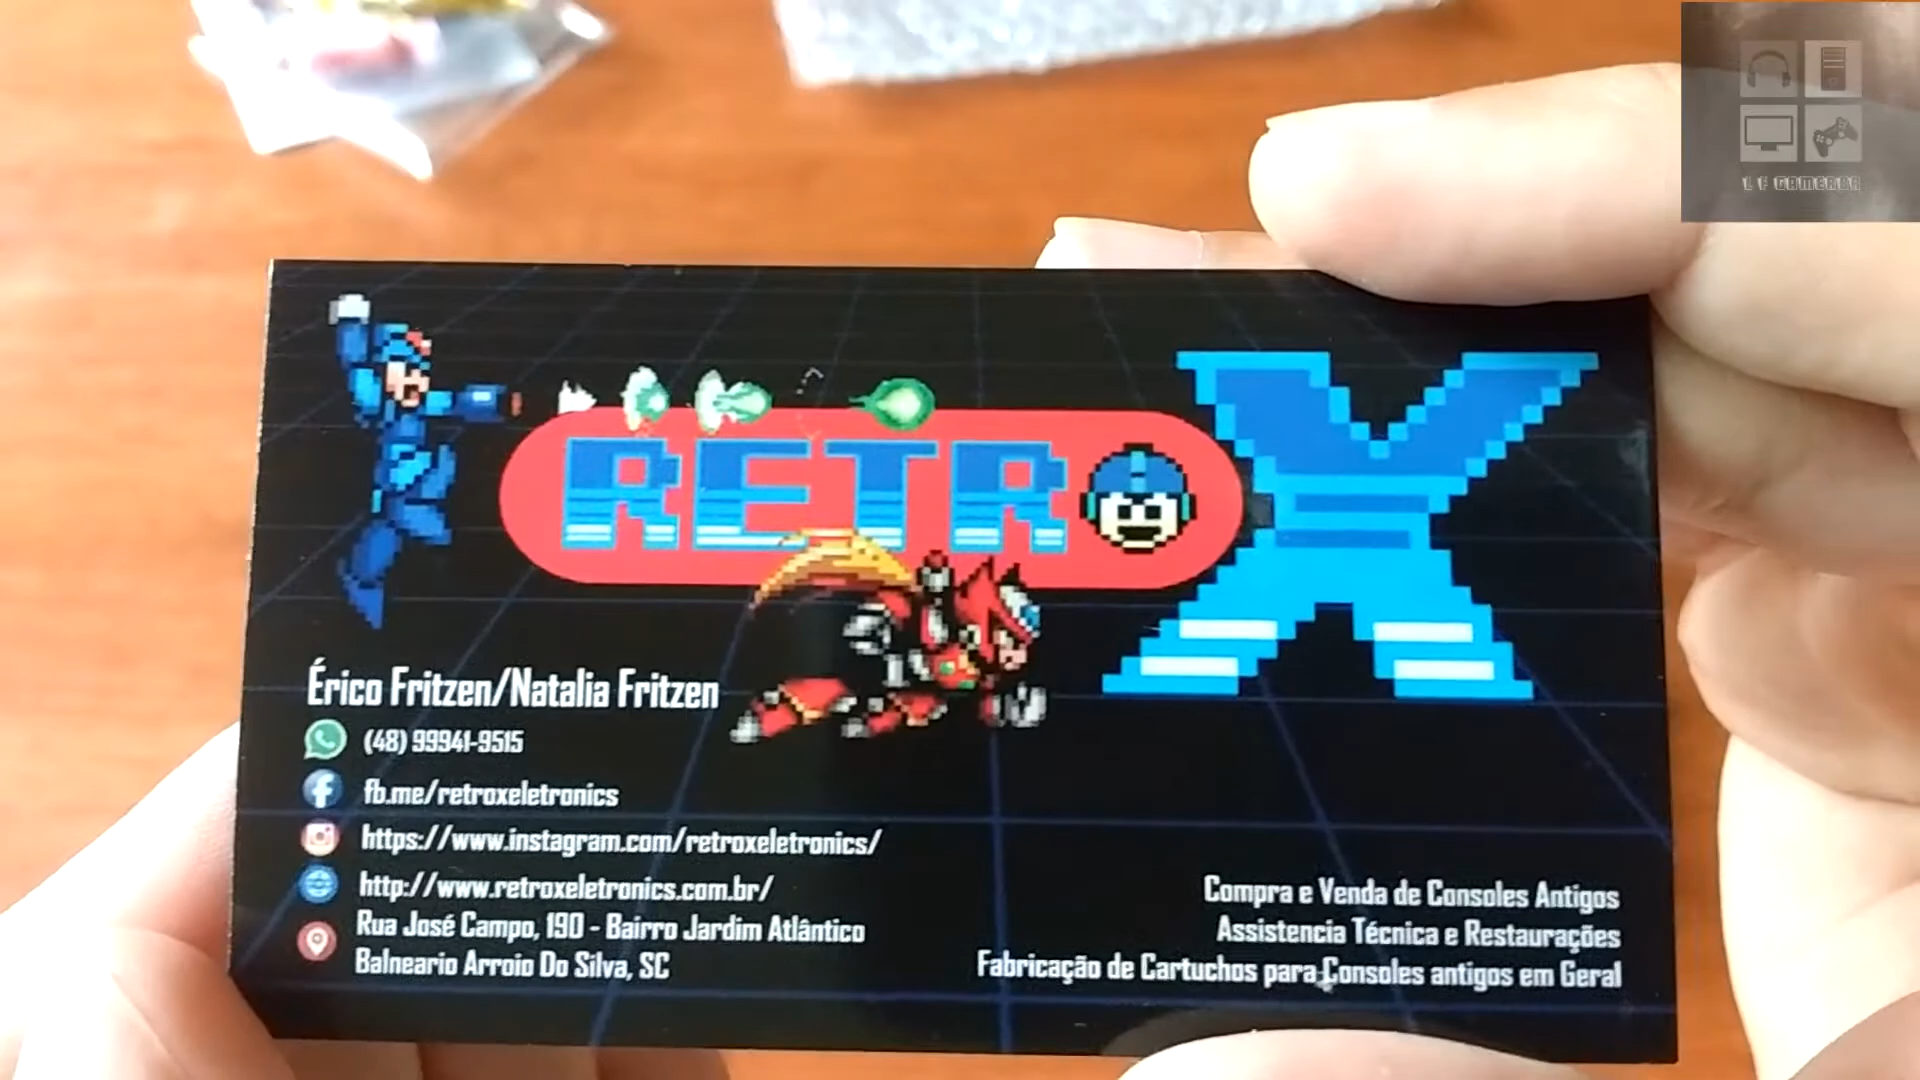 L F GAMEROR
RETRO X
Érico Fritzen/Natalia Fritzen
(48) 99941-9515
fb.me/retroxeletronics
https://www.instagram.com/retroxeletronics/
http://www.retroxeletronics.com.br/
Rua José Campo, 190 - Bairro Jardim Atlântico
Balneario Arroio Do Silva, SC
Compra e Venda de Consoles Antigos
Assistencia Técnica e Restaurações
Fabricação de Cartuchos para Consoles antigos em Geral